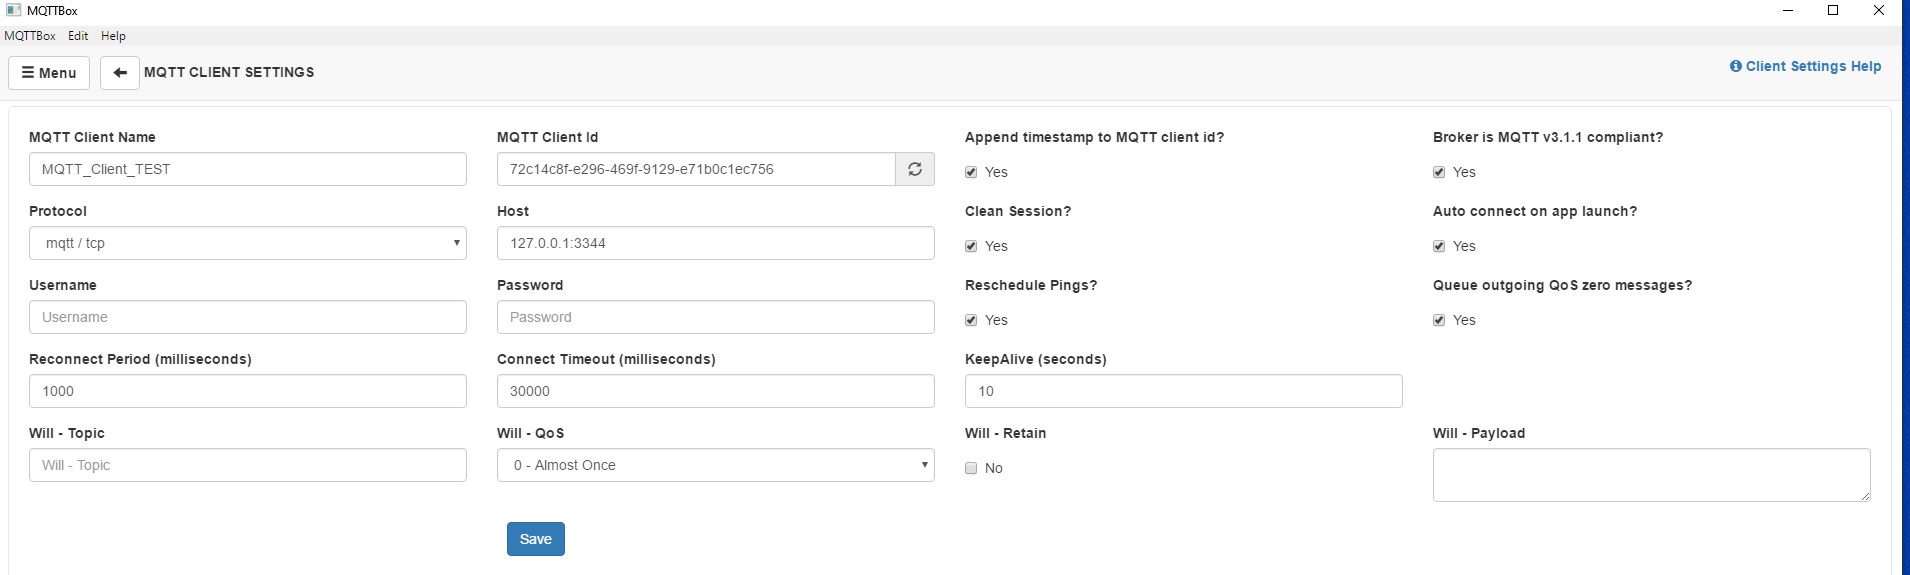 MQTTBox
MQTTBox Edit Help
Menu MQTT CLIENT SETTINGS Client Settings Help
MQTT Client Name MQTT Client Id Append timestamp to MQTT client id? Broker is MQTT v3.1.1 compliant?
MQTT_Client_TEST 72c14c8f-e296-469f-9129-e71b0c1ec756 Yes Yes
Protocol Host Clean Session? Auto connect on app launch?
mqtt / tcp 127.0.0.1:3344 Yes Yes
Username Password Reschedule Pings? Queue outgoing QoS zero messages?
Username Password Yes Yes
Reconnect Period (milliseconds) Connect Timeout (milliseconds) KeepAlive (seconds)
1000 30000 10
Will - Topic Will - QoS Will - Retain Will - Payload
Will - Topic 0 - Almost Once No
Save